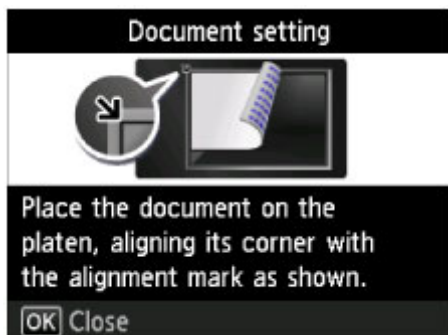 Document setting
Place the document on the
platen, aligning its corner with
the alignment mark as shown.
OK Close